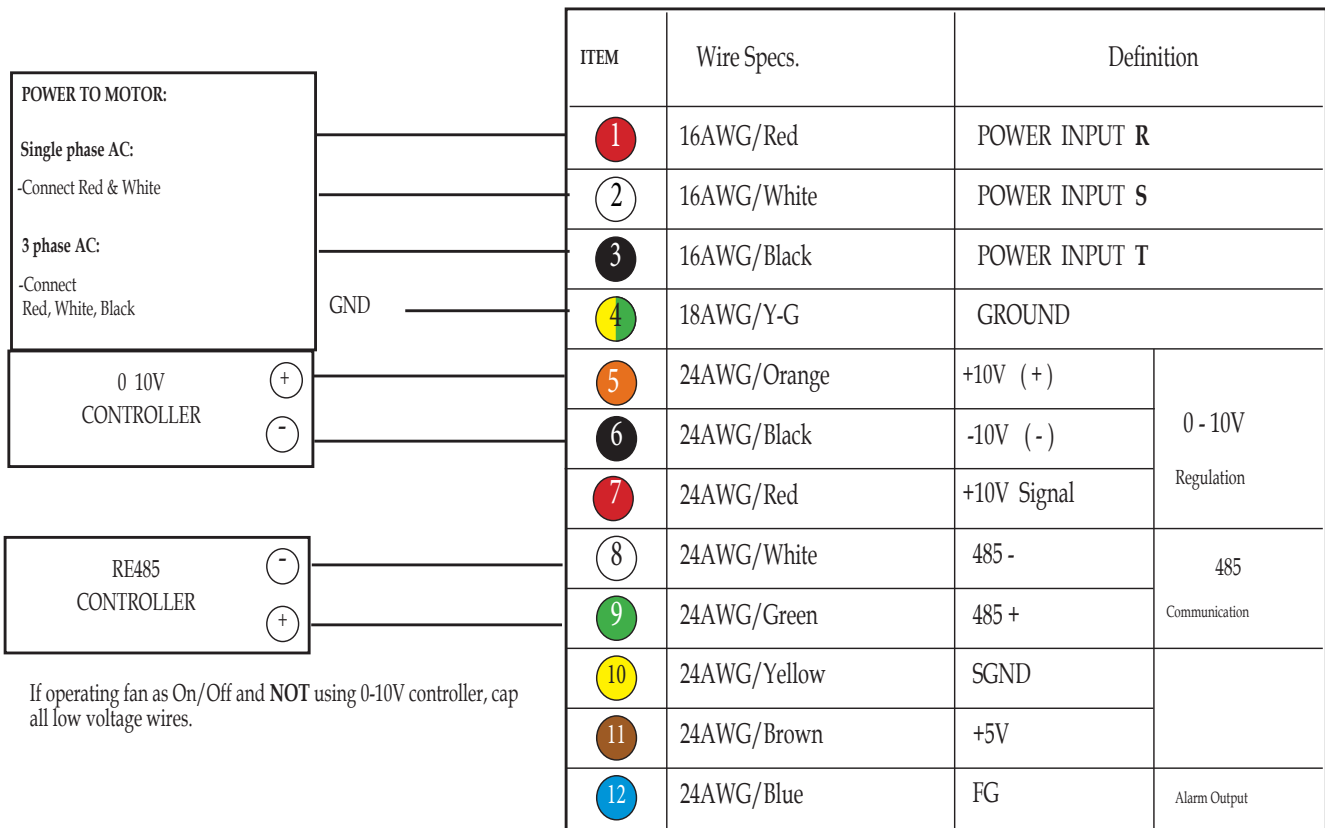 POWER TO MOTOR:
Single phase AC:
-Connect Red & White
3 phase AC:
-Connect
Red, White, Black
GND
0 10V
CONTROLLER
+
-
RE485
CONTROLLER
-
+
If operating fan as On/Off and NOT using 0-10V controller, cap
all low voltage wires.
ITEM Wire Specs. Definition
1 16AWG/Red POWER INPUT R
2 16AWG/White POWER INPUT S
3 16AWG/Black POWER INPUT T
4 18AWG/Y-G GROUND
5 24AWG/Orange +10V (+)
6 24AWG/Black -10V (-)
7 24AWG/Red +10V Signal
0 - 10V
Regulation
8 24AWG/White 485 -
9 24AWG/Green 485 +
485
Communication
10 24AWG/Yellow SGND
11 24AWG/Brown +5V
12 24AWG/Blue FG Alarm Output